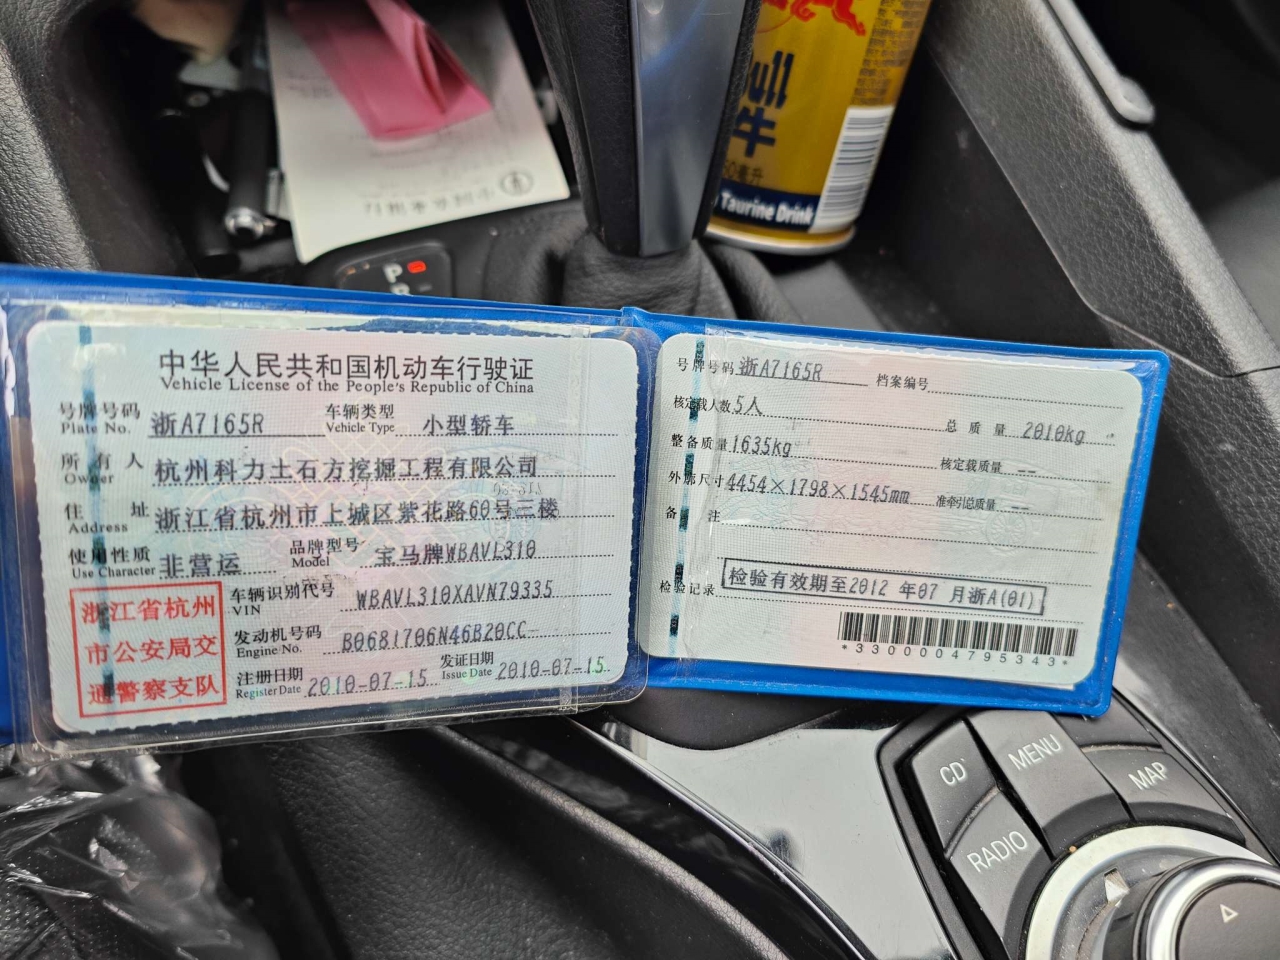 ull
牛
50毫升
Taurine Drink
P
中华人民共和国机动车行驶证
Vehicle License of the People's Republic of China
号牌号码 浙A7165R 车辆类型 小型轿车
Plate No. Vehicle Type
所有人 杭州科力土石方挖掘工程有限公司
Owner
住址 浙江省杭州市上城区紫花路60号三楼
Address
使用性质 非营运 品牌型号 宝马牌WBAVL310
Use Character Model
浙江省杭州
市公安局交
通警察支队
车辆识别代号 WBAVL310XAVN79335
VIN
发动机号码 B0681706N46B20CC
Engine No.
注册日期 2010-07-15 发证日期 2010-07-15
Register Date Issue Date
号牌号码 浙A7165R 档案编号
核定载人数 5人 总质量 2010kg
整备质量 1635kg 核定载质量 --
外廓尺寸 4454×1798×1545mm 准牵引总质量 --
备注
检验记录 检验有效期至2012年07月浙A(01)
*3300004795343*
CD
MENU
MAP
RADIO